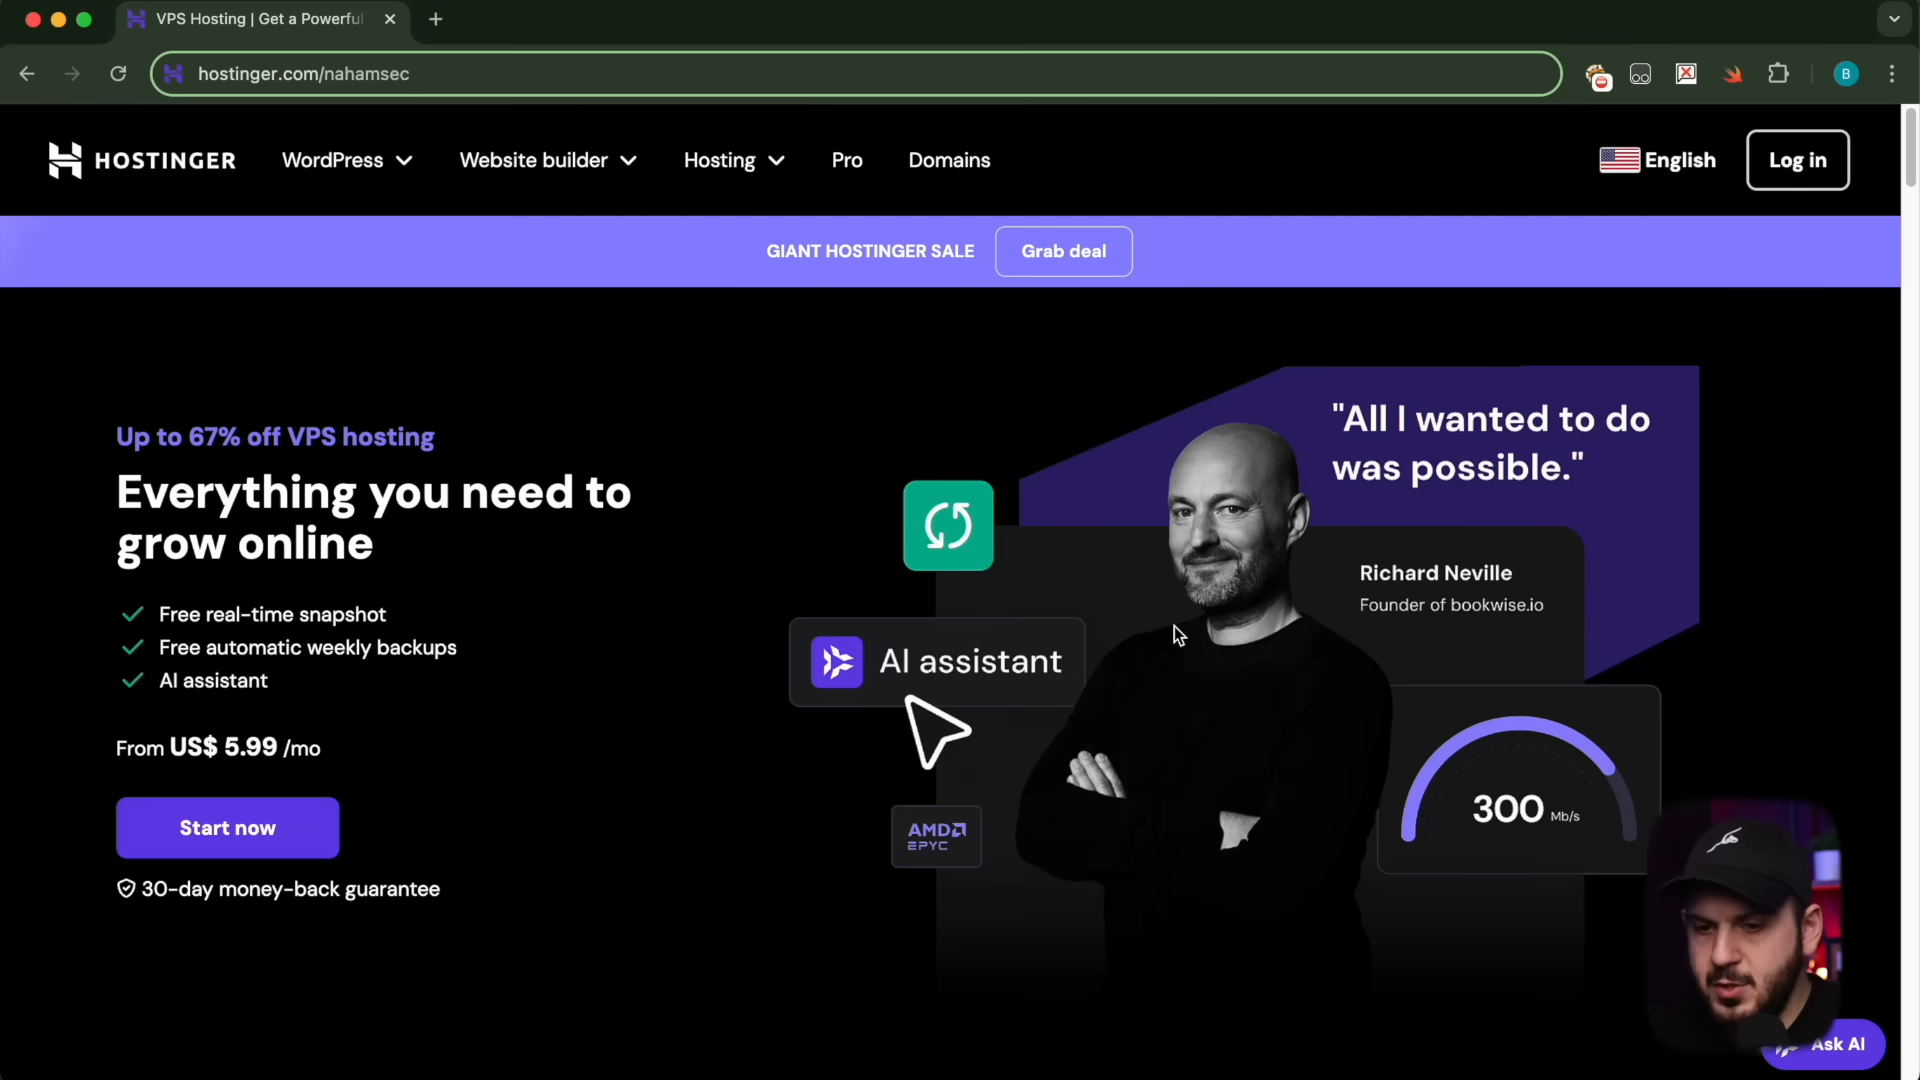 VPS Hosting | Get a Powerful
hostinger.com/nahamsec
B
HOSTINGER
WordPress
Website builder
Hosting
Pro
Domains
English
Log in
GIANT HOSTINGER SALE
Grab deal
Up to 67% off VPS hosting
Everything you need to
grow online
Free real-time snapshot
Free automatic weekly backups
AI assistant
From US$ 5.99 /mo
Start now
30-day money-back guarantee
"All I wanted to do
was possible."
Richard Neville
Founder of bookwise.io
AI assistant
AMD
EPYC
300 Mb/s
Ask AI